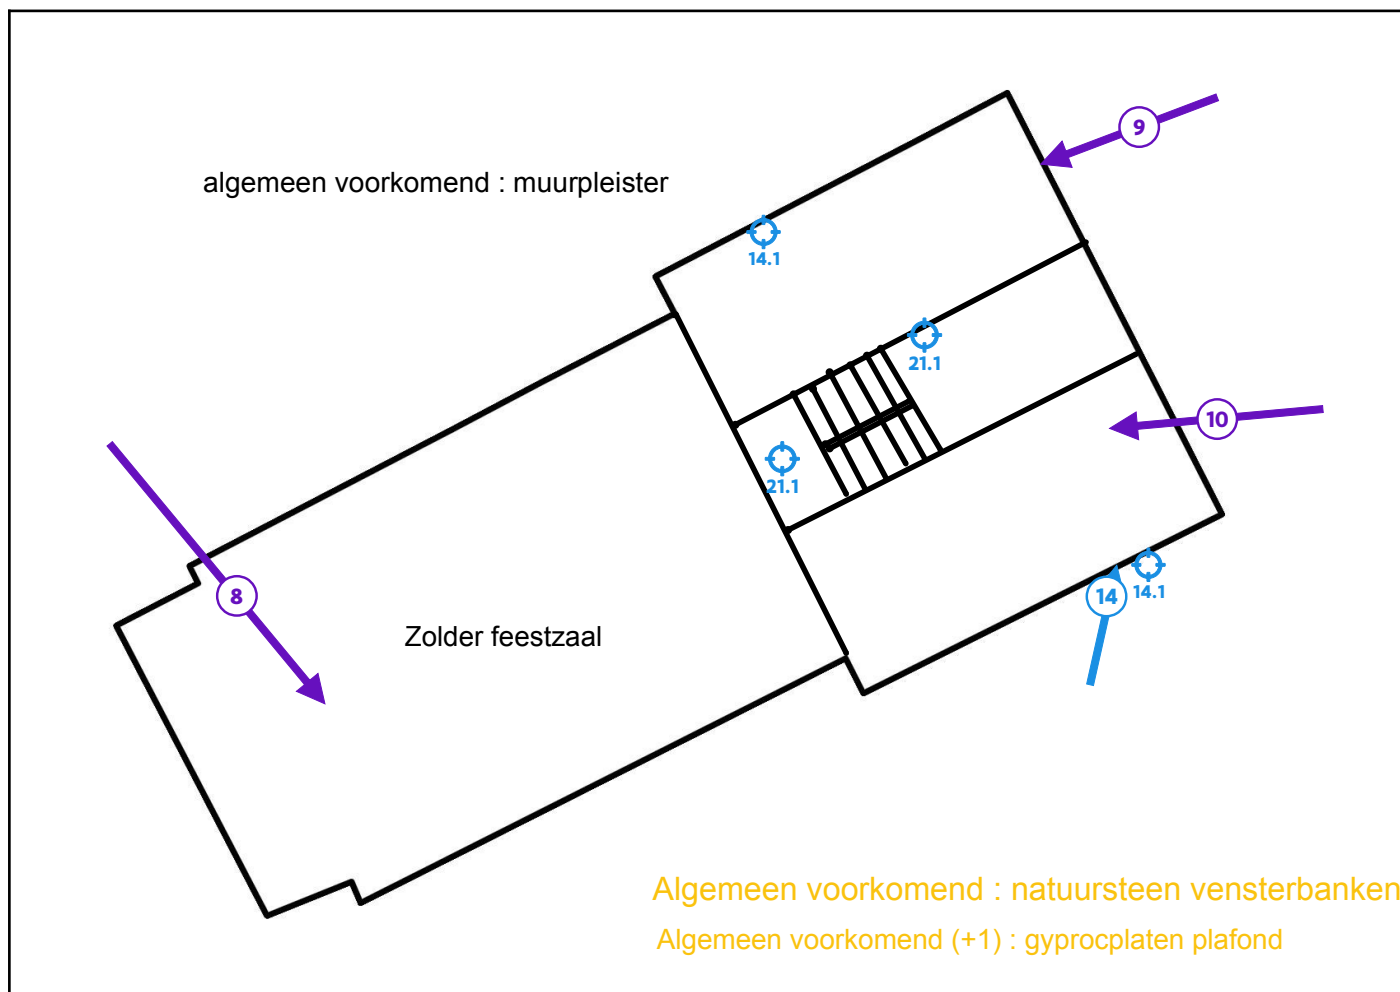 9
algemeen voorkomend : muurpleister
14.1
21.1
10
21.1
8
14
14.1
Zolder feestzaal
Algemeen voorkomend : natuursteen vensterbanken
Algemeen voorkomend (+1) : gyprocplaten plafond